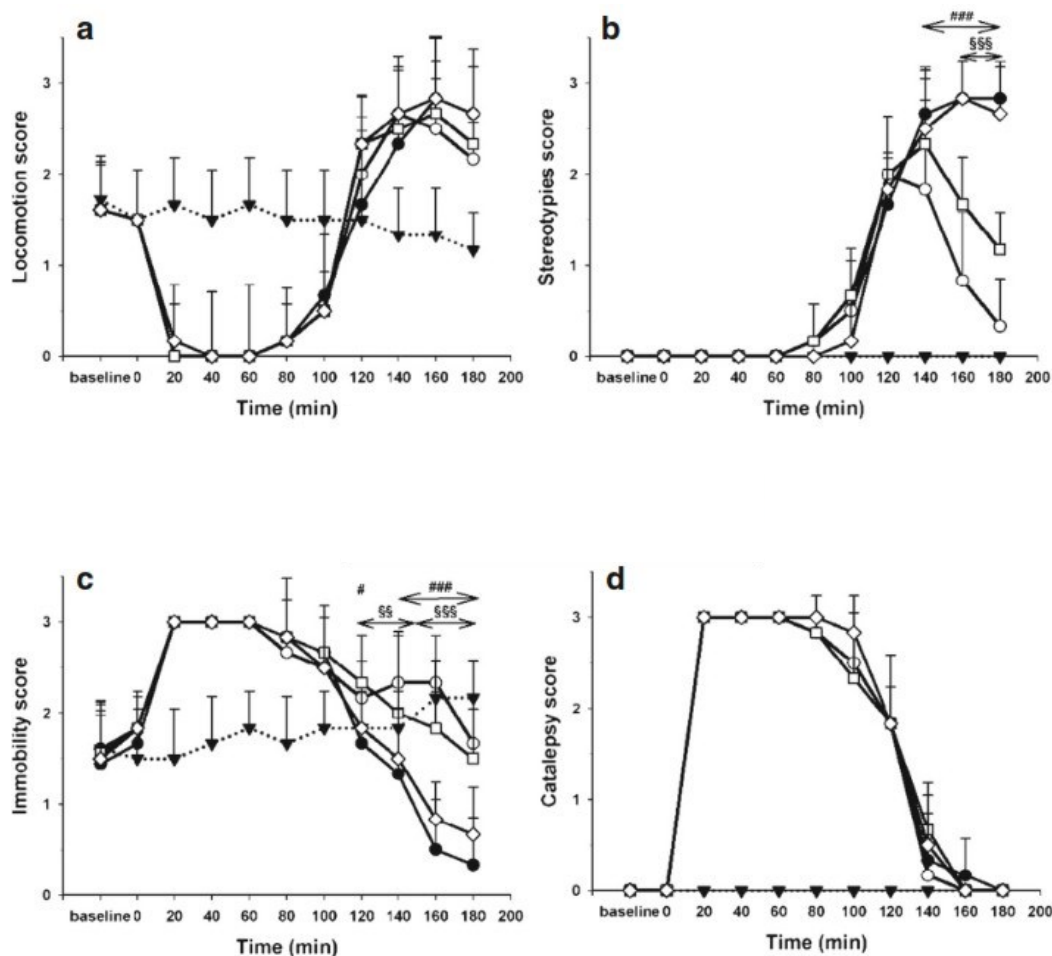 a
Locomotion score
3
2
1
0
baseline 0 20 40 60 80 100 120 140 160 180 200
Time (min)
b
###
§§§
Stereotypies score
3
2
1
0
baseline 0 20 40 60 80 100 120 140 160 180 200
Time (min)
c
# ###
§§ §§§
Immobility score
3
2
1
0
baseline 0 20 40 60 80 100 120 140 160 180 200
Time (min)
d
Catalepsy score
3
2
1
0
baseline 0 20 40 60 80 100 120 140 160 180 200
Time (min)